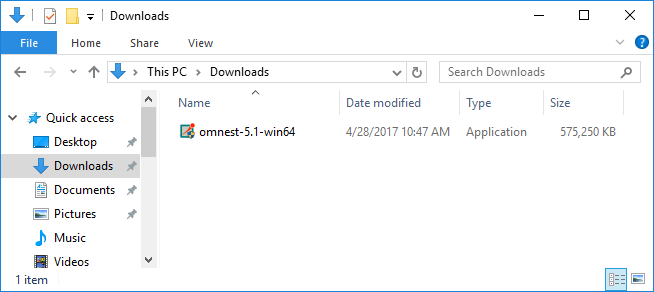 Downloads
File Home Share View
This PC Downloads Search Downloads
Name Date modified Type Size
Quick access
omnest-5.1-win64 4/28/2017 10:47 AM Application 575,250 KB
Desktop
Downloads
Documents
Pictures
Music
Videos
1 item